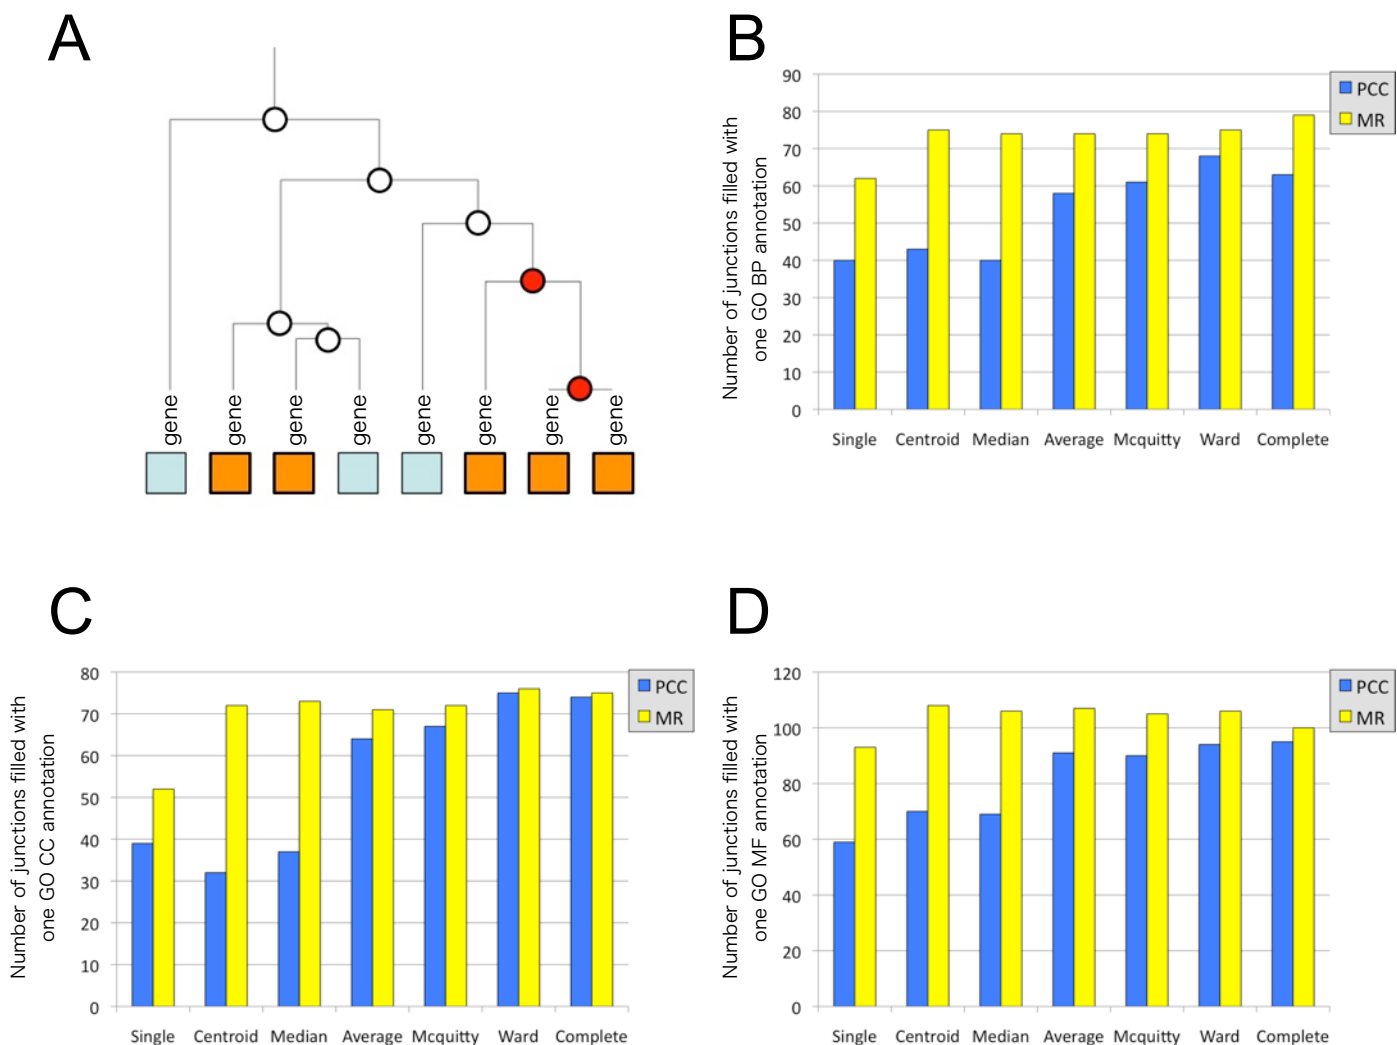 A
gene
gene
gene
gene
gene
gene
gene
gene
B
Number of junctions filled with
one GO BP annotation
90
80
70
60
50
40
30
20
10
0
Single Centroid Median Average Mcquitty Ward Complete
PCC
MR
C
Number of junctions filled with
one GO CC annotation
80
70
60
50
40
30
20
10
0
Single Centroid Median Average Mcquitty Ward Complete
PCC
MR
D
Number of junctions filled with
one GO MF annotation
120
100
80
60
40
20
0
Single Centroid Median Average Mcquitty Ward Complete
PCC
MR